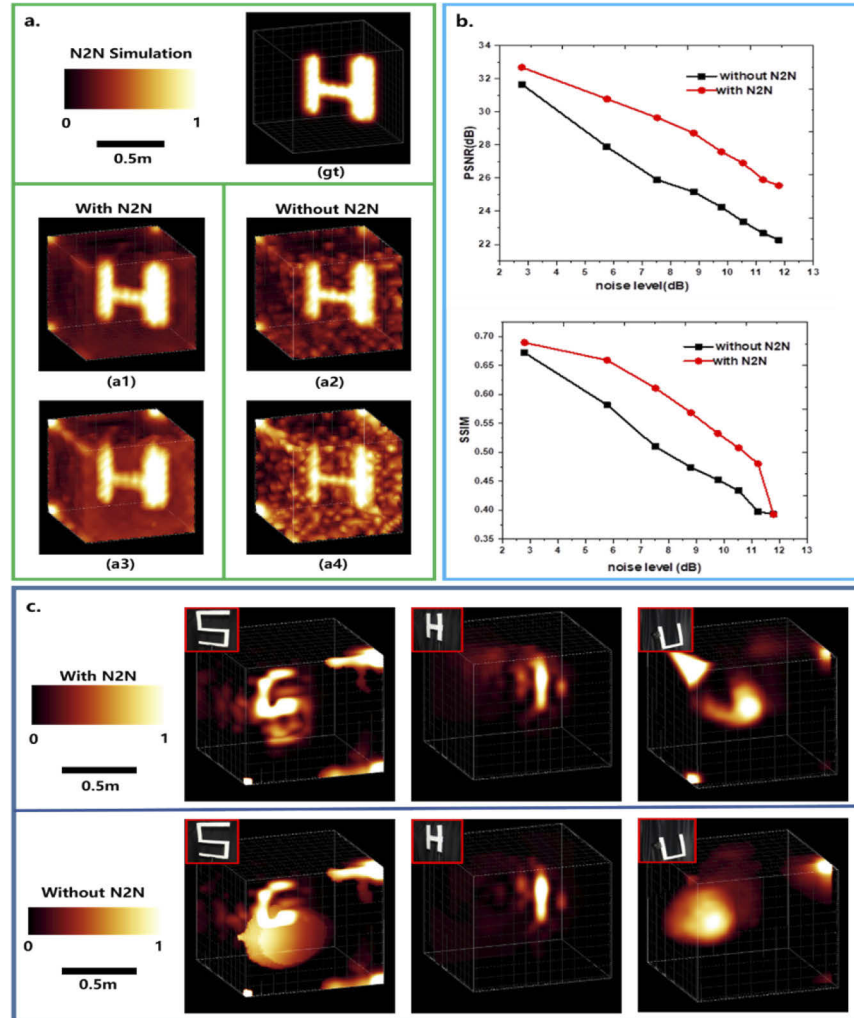 a.
N2N Simulation
0 1
0.5m
(gt)
With N2N
Without N2N
(a1)
(a2)
(a3)
(a4)
b.
PSNR(dB)
34
32
30
28
26
24
22
without N2N
with N2N
2 3 4 5 6 7 8 9 10 11 12 13
noise level(dB)
SSIM
0.70
0.65
0.60
0.55
0.50
0.45
0.40
0.35
without N2N
with N2N
2 3 4 5 6 7 8 9 10 11 12 13
noise level (dB)
c.
With N2N
0 1
0.5m
S
H
U
Without N2N
0 1
0.5m
S
H
U